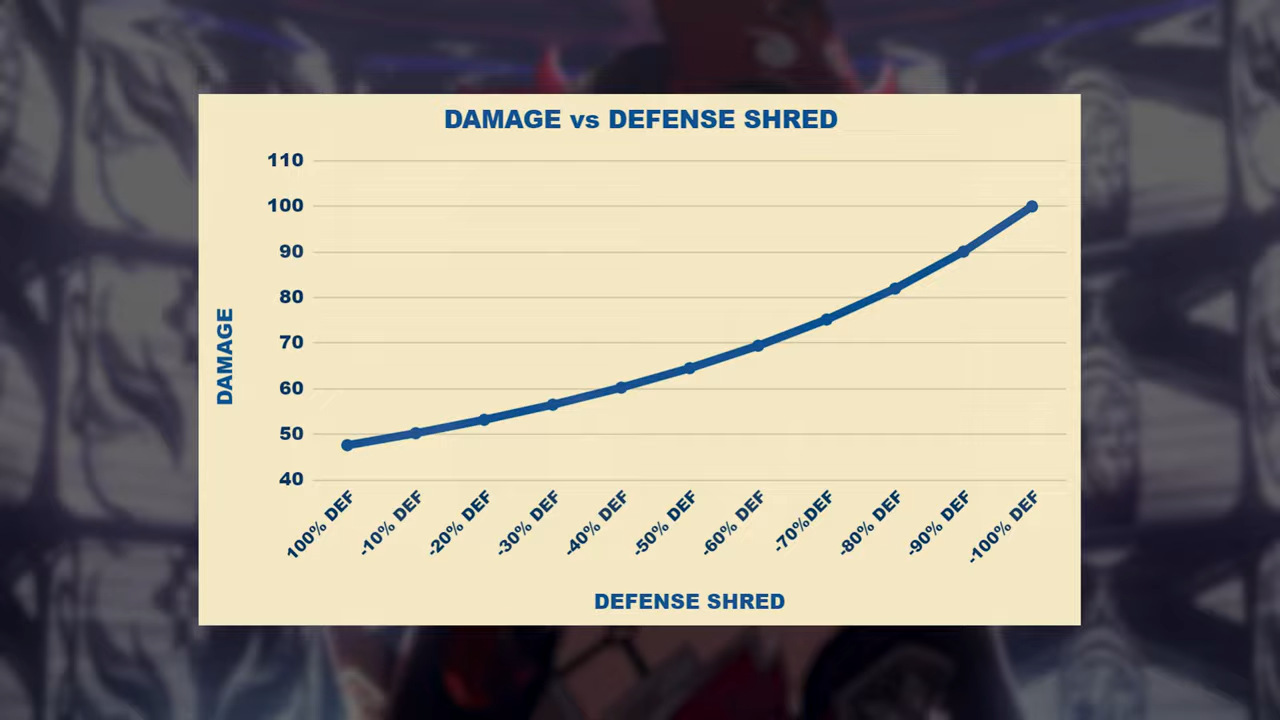 DAMAGE vs DEFENSE SHRED
110
100
90
80
70
60
50
40
DAMAGE
100% DEF
-10% DEF
-20% DEF
-30% DEF
-40% DEF
-50% DEF
-60% DEF
-70%DEF
-80% DEF
-90% DEF
-100% DEF
DEFENSE SHRED